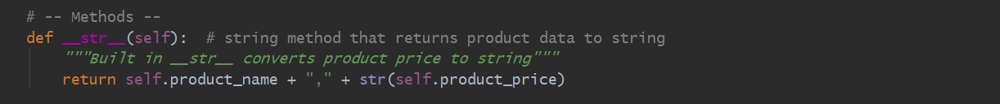 # -- Methods --
def __str__(self):  # string method that returns product data to string
"""Built in __str__ converts product price to string"""
return self.product_name + "," + str(self.product_price)